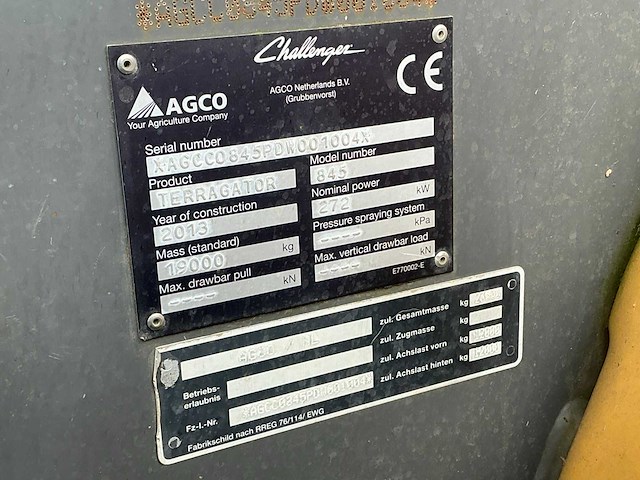 Challenger
AGCO
Your Agriculture Company
AGCO Netherlands B.V.
(Grubbenvorst)
CE
Serial number
*AGCC0845PDW001004*
Product
TERRAGATOR
Model number
845
Year of construction
2013
Nominal power
272 kW
Mass (standard)
19000 kg
Pressure spraying system
---- kPa
Max. drawbar pull
---- kN
Max. vertical drawbar load
---- kN
E770002-E
AGCO / NL
zul. Gesamtmasse kg
zul. Zugmasse kg
Betriebs-
erlaubnis
zul. Achslast vorn kg
zul. Achslast hinten kg
Fz-I.-Nr.
Fabrikschild nach RREG 76/114/ EWG